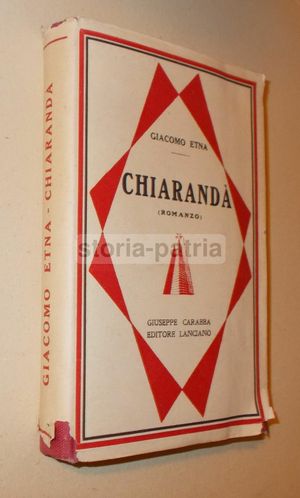 GIACOMO ETNA - CHIARANDÀ
GIACOMO ETNA
CHIARANDÀ
(ROMANZO)
storia-patria
GIUSEPPE CARABBA
EDITORE LANCIANO